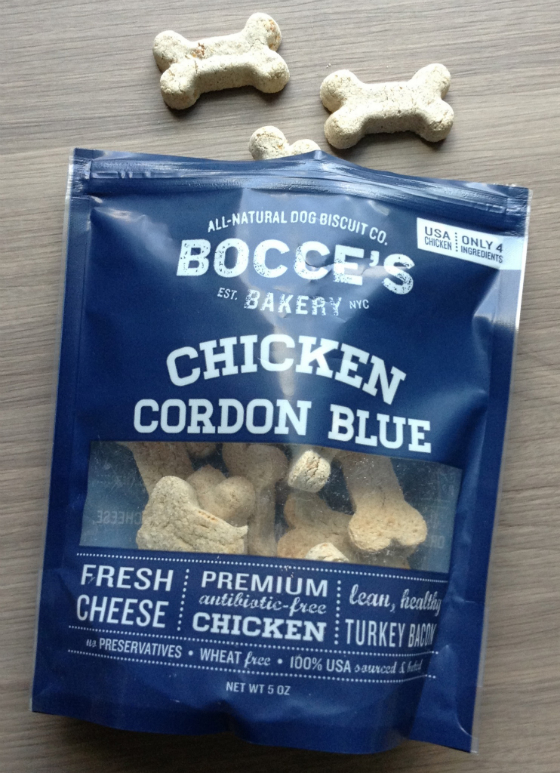 ALL-NATURAL DOG BISCUIT CO.
BOCCE'S
EST. BAKERY NYC
USA CHICKEN
ONLY 4 INGREDIENTS
CHICKEN
CORDON BLUE
CHEESE.
FRESH
CHEESE
PREMIUM
antibiotic-free
CHICKEN
lean, healthy
TURKEY BACON
no PRESERVATIVES • WHEAT free • 100% USA sourced & baked
NET WT 5 OZ